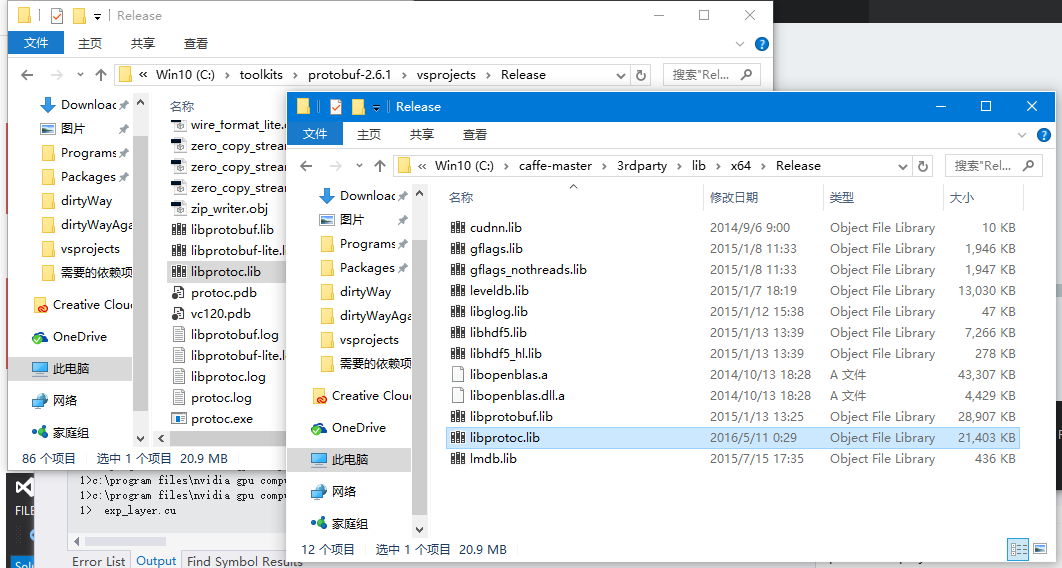 Release
文件 主页 共享 查看
« Win10 (C:) › toolkits › protobuf-2.6.1 › vsprojects › Release
搜索"Rel...
Downloac
图片
Programs
Packages
dirtyWay
dirtyWayAga
vsprojects
需要的依赖项
Creative Clou
OneDrive
此电脑
网络
家庭组
名称
wire_format_lite.
zero_copy_strea
zero_copy_strea
zero_copy_strea
zip_writer.obj
libprotobuf.lib
libprotobuf-lite.l
libprotoc.lib
protoc.pdb
vc120.pdb
libprotobuf.log
libprotobuf-lite.l
libprotoc.log
protoc.log
protoc.exe
86 个项目 选中 1 个项目 20.9 MB
Release
文件 主页 共享 查看
« Win10 (C:) › caffe-master › 3rdparty › lib › x64 › Release
搜索"Rel...
Downloac
图片
Programs
Packages
dirtyWay
dirtyWayAga
vsprojects
需要的依赖项
Creative Clou
OneDrive
此电脑
网络
家庭组
名称 修改日期 类型 大小
cudnn.lib 2014/9/6 9:00 Object File Library 10 KB
gflags.lib 2015/1/8 11:33 Object File Library 1,946 KB
gflags_nothreads.lib 2015/1/8 11:33 Object File Library 1,947 KB
leveldb.lib 2015/1/7 18:19 Object File Library 13,030 KB
libglog.lib 2015/1/12 15:38 Object File Library 47 KB
libhdf5.lib 2015/1/13 13:39 Object File Library 7,266 KB
libhdf5_hl.lib 2015/1/13 13:39 Object File Library 278 KB
libopenblas.a 2014/10/13 18:28 A 文件 43,307 KB
libopenblas.dll.a 2014/10/13 18:28 A 文件 4,429 KB
libprotobuf.lib 2015/1/13 13:25 Object File Library 28,907 KB
libprotoc.lib 2016/5/11 0:29 Object File Library 21,403 KB
lmdb.lib 2015/7/15 17:35 Object File Library 436 KB
12 个项目 选中 1 个项目 20.9 MB
FILE
1>c:\program files\nvidia gpu compu
1>c:\program files\nvidia gpu compu
1> exp_layer.cu
Error List Output Find Symbol Results